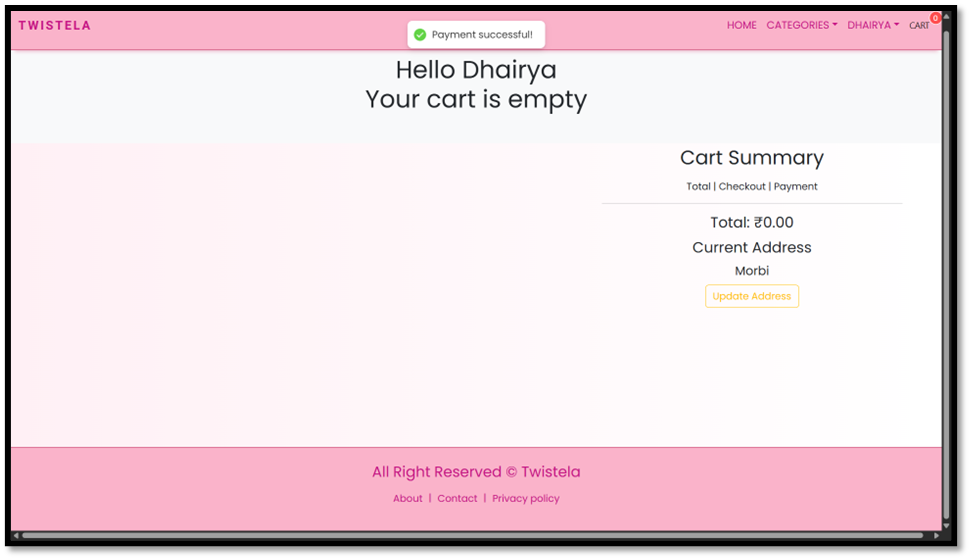 TWISTELA
Payment successful!
HOME CATEGORIES DHAIRYA CART 0
Hello Dhairya
Your cart is empty
Cart Summary
Total | Checkout | Payment
Total: ₹0.00
Current Address
Morbi
Update Address
All Right Reserved © Twistela
About | Contact | Privacy policy